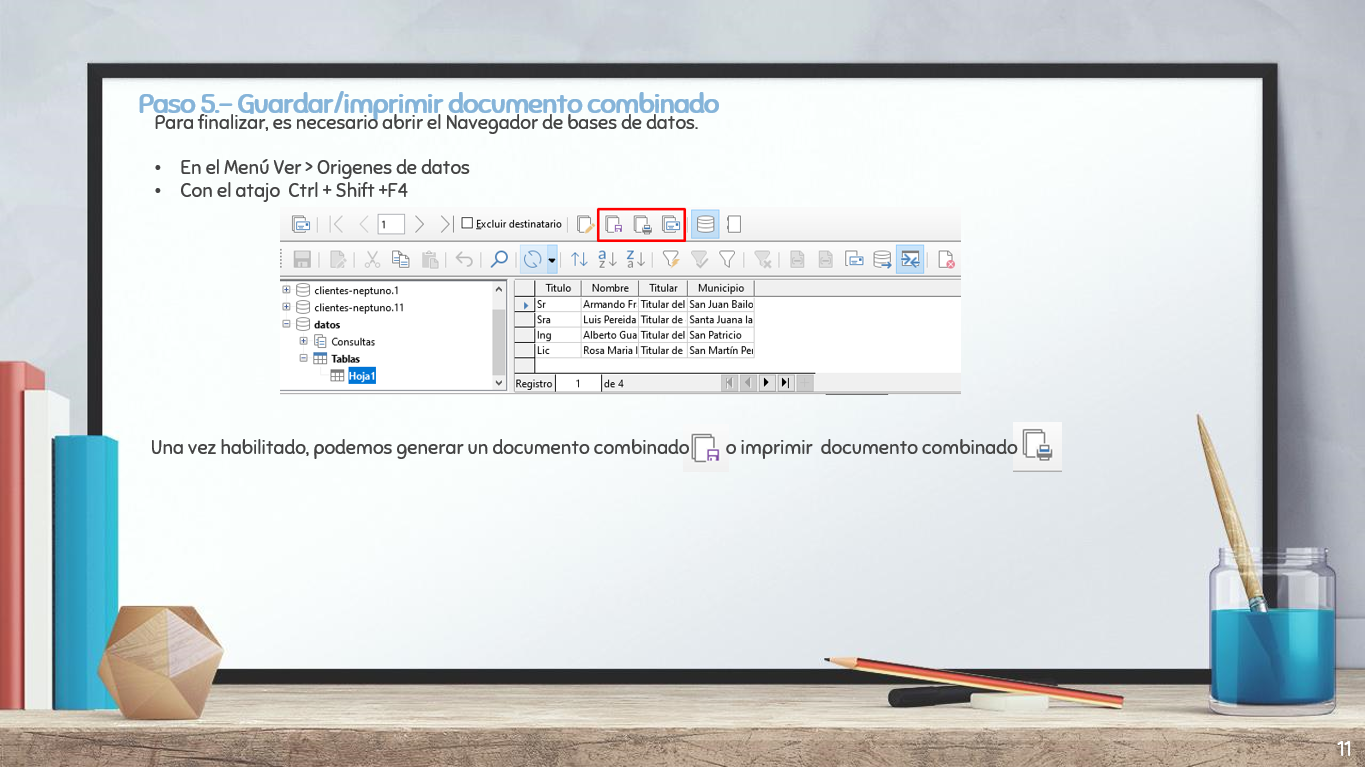 Paso 5.- Guardar/imprimir documento combinado
Para finalizar, es necesario abrir el Navegador de bases de datos.
• En el Menú Ver > Origenes de datos
• Con el atajo Ctrl + Shift +F4
1 Excluir destinatario
clientes-neptuno.1
clientes-neptuno.11
datos
Consultas
Tablas
Hoja1
Titulo Nombre Titular Municipio
Sr Armando Fr Titular del San Juan Bailo
Sra Luis Pereida Titular de Santa Juana la
Ing Alberto Gua Titular del San Patricio
Lic Rosa Maria Titular de San Martín Pe
Registro 1 de 4
Una vez habilitado, podemos generar un documento combinado o imprimir documento combinado
11